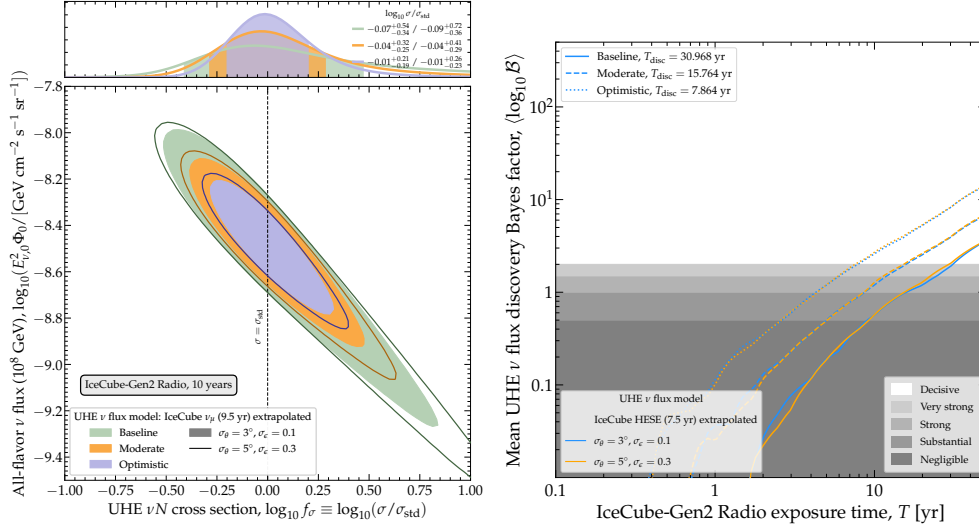 log₁₀ σ/σ_std
−0.07^{+0.54}_{−0.34} / −0.09^{+0.72}_{−0.36}
−0.04^{+0.32}_{−0.25} / −0.04^{+0.41}_{−0.29}
−0.01^{+0.21}_{−0.19} / −0.01^{+0.26}_{−0.23}
All-flavor ν flux (10⁸ GeV), log₁₀(E²_{ν,0}Φ₀/[GeV cm⁻² s⁻¹ sr⁻¹])
−7.8
−8.0
−8.2
−8.4
−8.6
−8.8
−9.0
−9.2
−9.4
σ = σ_std
IceCube-Gen2 Radio, 10 years
UHE ν flux model: IceCube ν_μ (9.5 yr) extrapolated
Baseline
Moderate
Optimistic
σ_θ = 3°, σ_ϵ = 0.1
σ_θ = 5°, σ_ϵ = 0.3
−1.00 −0.75 −0.50 −0.25 0.00 0.25 0.50 0.75 1.00
UHE νN cross section, log₁₀ f_σ ≡ log₁₀(σ/σ_std)
Mean UHE ν flux discovery Bayes factor, ⟨log₁₀ B⟩
10²
10¹
1
0.1
Baseline, T_disc = 30.968 yr
Moderate, T_disc = 15.764 yr
Optimistic, T_disc = 7.864 yr
UHE ν flux model
IceCube HESE (7.5 yr) extrapolated
σ_θ = 3°, σ_ϵ = 0.1
σ_θ = 5°, σ_ϵ = 0.3
Decisive
Very strong
Strong
Substantial
Negligible
0.1 1 10
IceCube-Gen2 Radio exposure time, T [yr]